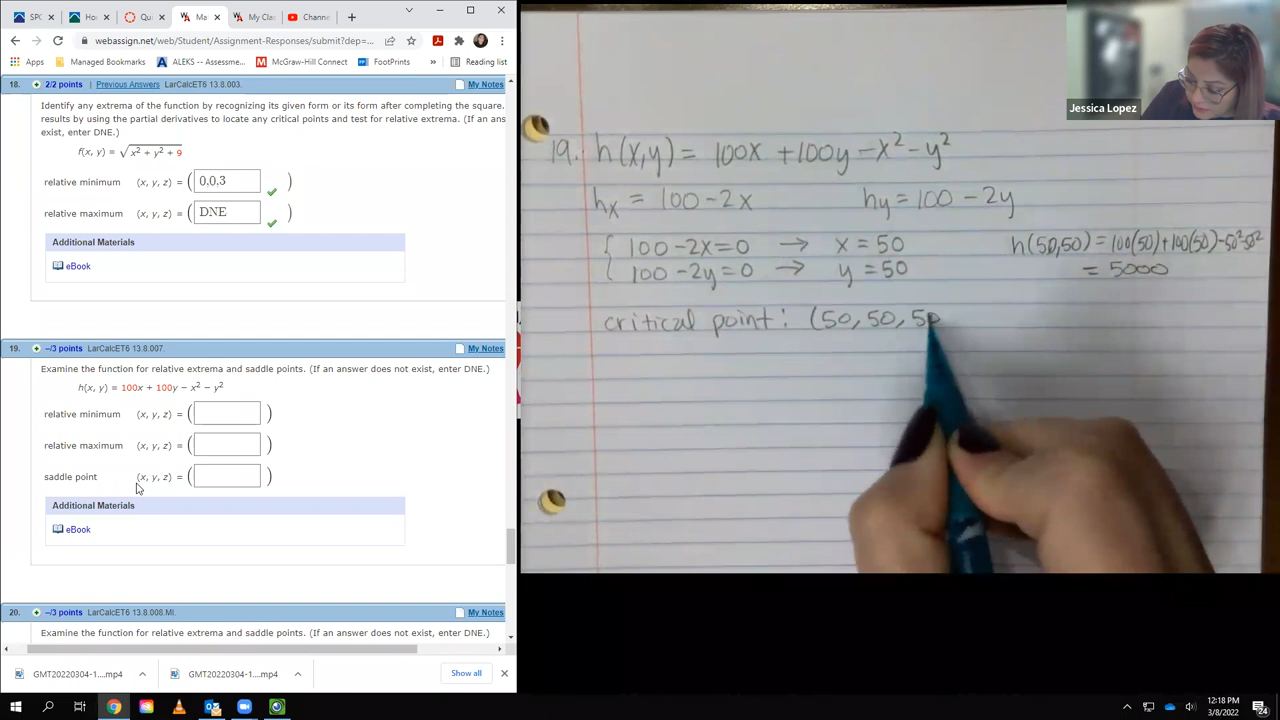 SPC
Ho
Qui
Ma
My Cla
Channe
webassign.net/web/Student/Assignment-Responses/submit?dep=...
Apps
Managed Bookmarks
ALEKS – Assessme...
McGraw-Hill Connect
FootPrints
»
Reading list
18.
2/2 points | Previous Answers LarCalcET6 13.8.003.
My Notes
Identify any extrema of the function by recognizing its given form or its form after completing the square.
results by using the partial derivatives to locate any critical points and test for relative extrema. (If an ans
exist, enter DNE.)
f(x, y) = √x² + y² + 9
relative minimum (x, y, z) = ( 0,0,3 )
relative maximum (x, y, z) = ( DNE )
Additional Materials
eBook
19.
–/3 points LarCalcET6 13.8.007.
My Notes
Examine the function for relative extrema and saddle points. (If an answer does not exist, enter DNE.)
h(x, y) = 100x + 100y − x² − y²
relative minimum (x, y, z) = ( )
relative maximum (x, y, z) = ( )
saddle point (x, y, z) = ( )
Additional Materials
eBook
20.
–/3 points LarCalcET6 13.8.008.MI.
My Notes
Examine the function for relative extrema and saddle points. (If an answer does not exist, enter DNE.)
GMT20220304-1....mp4
GMT20220304-1....mp4
Show all
12:18 PM
3/8/2022
24
Jessica Lopez
19. h(x,y) = 100x + 100y − x² − y²
hx = 100 − 2x hy = 100 − 2y
{ 100 − 2x = 0 → x = 50 h(50,50) = 100(50)+100(50)−50²−50²
100 − 2y = 0 → y = 50 = 5000
critical point: (50, 50, 50